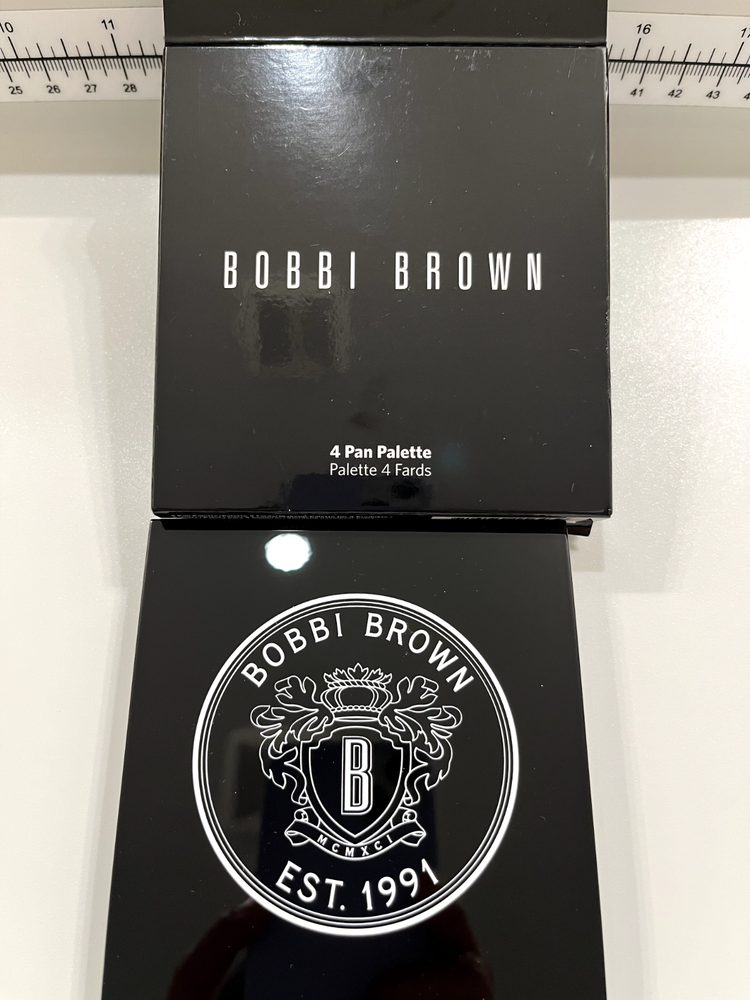 10 11 16
25 26 27 28 41 42 43
BOBBI BROWN
4 Pan Palette
Palette 4 Fards
BOBBI BROWN
B
MCMXCI
EST. 1991